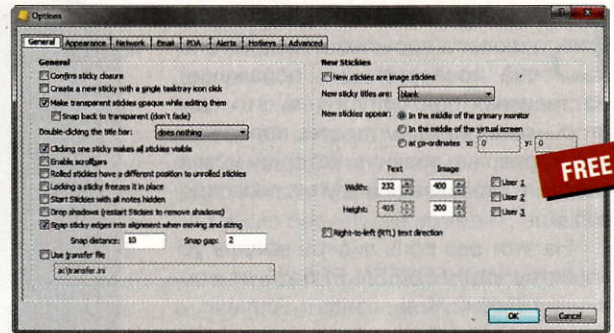 Options
General Appearance Network Email PDA Alerts Hotkeys Advanced
General
Confirm sticky closure
Create a new sticky with a single tasktray icon click
Make transparent stickies opaque while editing them
Snap back to transparent (don't fade)
Double-clicking the title bar: does nothing
Clicking one sticky makes all stickies visible
Enable scrollbars
Rolled stickies have a different position to unrolled stickies
Locking a sticky freezes it in place
Start Stickies with all notes hidden
Drop shadows (restart Stickies to remove shadows)
Snap sticky edges into alignment when moving and sizing
Snap distance: 10 Snap gap: 2
Use transfer file
a:\transfer.ini
New Stickies
New stickies are image stickies
New sticky titles are: blank
New stickies appear: In the middle of the primary monitor
In the middle of the virtual screen
at co-ordinates x: 0 y: 0
Text Image
Width: 232 400 User 1
User 2
Height: 405 300 User 3
Right-to-left (RTL) text direction
OK Cancel
FREE